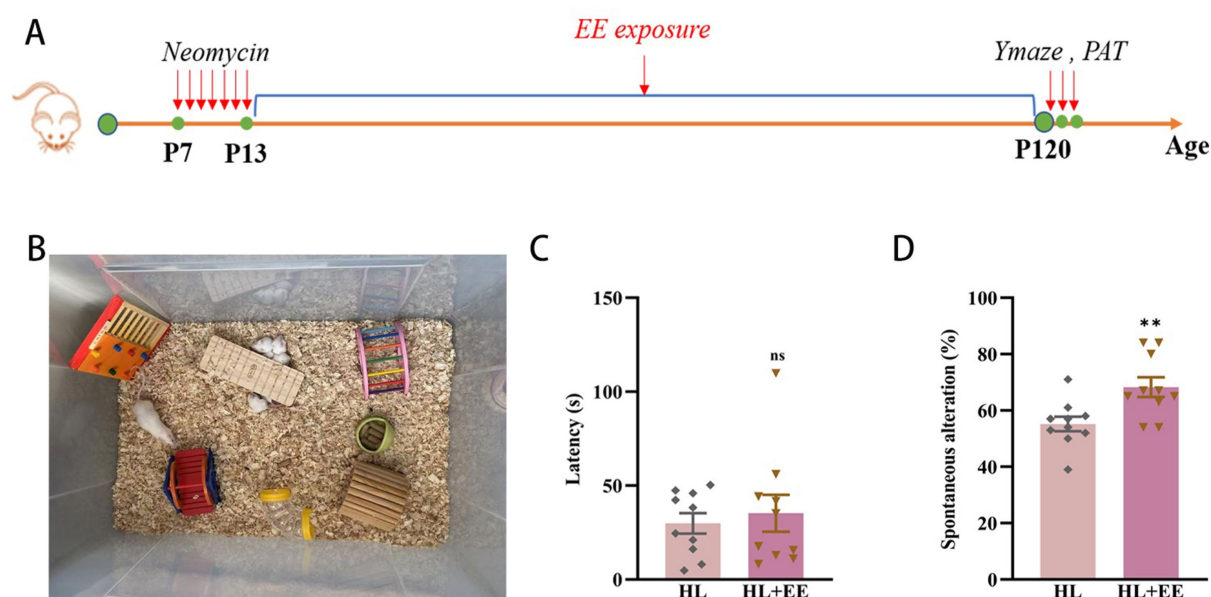 A
EE exposure
Neomycin
Ymaze , PAT
P7
P13
P120
Age
B
C
D
150
100
50
0
Latency (s)
ns
HL
HL+EE
100
80
60
40
20
0
Spontaneous alteration (%)
**
HL
HL+EE